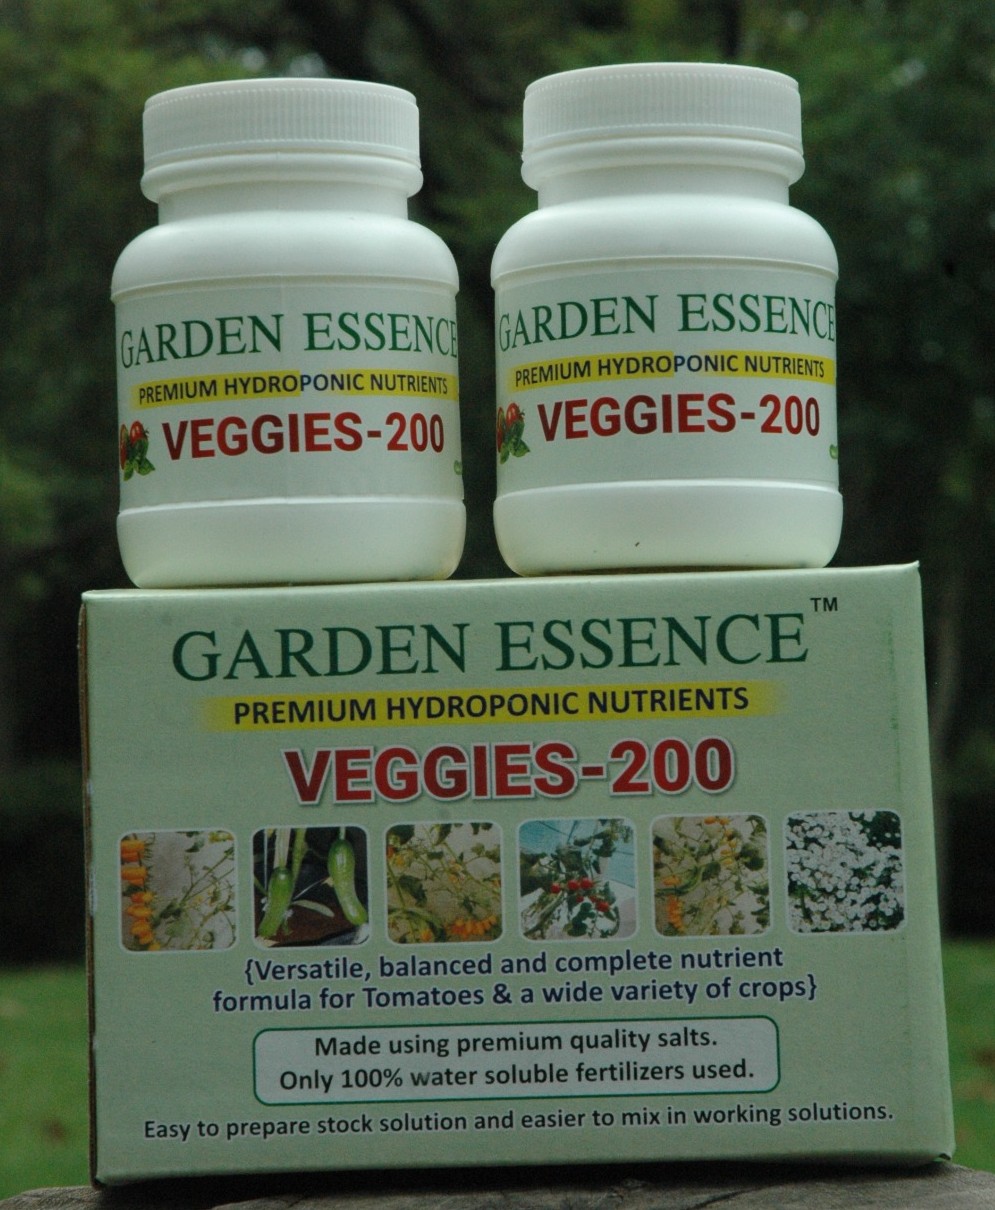 GARDEN ESSENCE
PREMIUM HYDROPONIC NUTRIENTS
VEGGIES-200
GARDEN ESSENCE
PREMIUM HYDROPONIC NUTRIENTS
VEGGIES-200
GARDEN ESSENCE™
PREMIUM HYDROPONIC NUTRIENTS
VEGGIES-200
{Versatile, balanced and complete nutrient
formula for Tomatoes & a wide variety of crops}
Made using premium quality salts.
Only 100% water soluble fertilizers used.
Easy to prepare stock solution and easier to mix in working solutions.